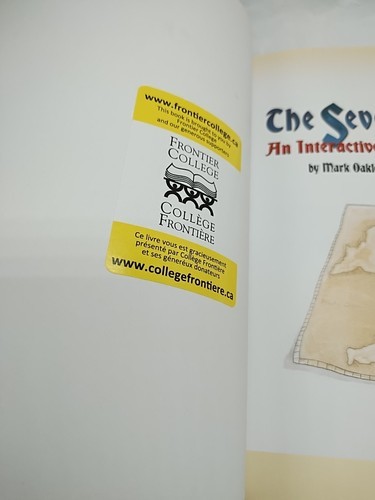 www.frontiercollege.ca
This book is brought to you by
Frontier College
and our generous supporters
FRONTIER
COLLEGE
COLLÈGE
FRONTIÈRE
Ce livre vous est gracieusement
présenté par Collège Frontière
et ses généreux donateurs
www.collegefrontiere.ca
The Sev
An Interactive
by Mark Oakl